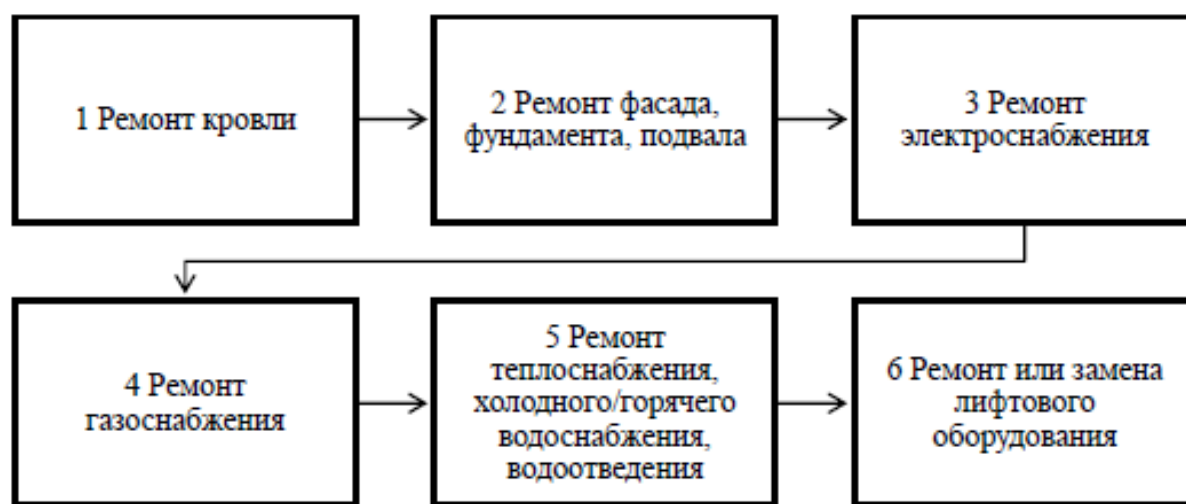 1 Ремонт кровли
2 Ремонт фасада,
фундамента, подвала
3 Ремонт
электроснабжения
4 Ремонт
газоснабжения
5 Ремонт
теплоснабжения,
холодного/горячего
водоснабжения,
водоотведения
6 Ремонт или замена
лифтового
оборудования